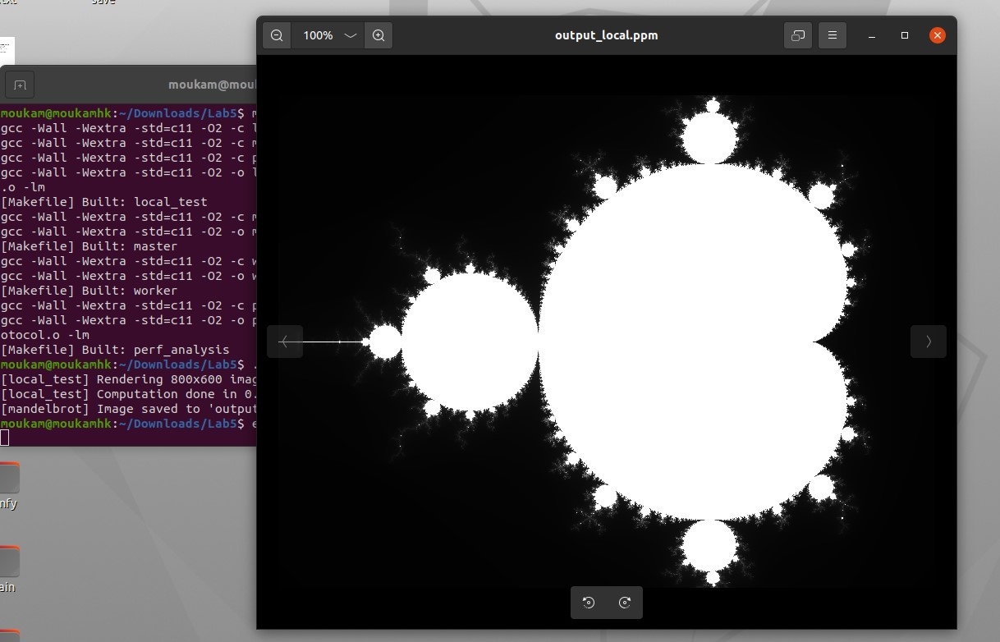 save
100%
output_local.ppm
moukam@mou
moukam@moukamhk:~/Downloads/Lab5$
gcc -Wall -Wextra -std=c11 -O2 -c
gcc -Wall -Wextra -std=c11 -O2 -c
gcc -Wall -Wextra -std=c11 -O2 -c
gcc -Wall -Wextra -std=c11 -O2 -o
.o -lm
[Makefile] Built: local_test
gcc -Wall -Wextra -std=c11 -O2 -c
gcc -Wall -Wextra -std=c11 -O2 -o
[Makefile] Built: master
gcc -Wall -Wextra -std=c11 -O2 -c
gcc -Wall -Wextra -std=c11 -O2 -o
[Makefile] Built: worker
gcc -Wall -Wextra -std=c11 -O2 -c
gcc -Wall -Wextra -std=c11 -O2 -o
otocol.o -lm
[Makefile] Built: perf_analysis
moukam@moukamhk:~/Downloads/Lab5$ .
[local_test] Rendering 800x600 imag
[local_test] Computation done in 0.
[mandelbrot] Image saved to 'output
moukam@moukamhk:~/Downloads/Lab5$ e
nfy
ain